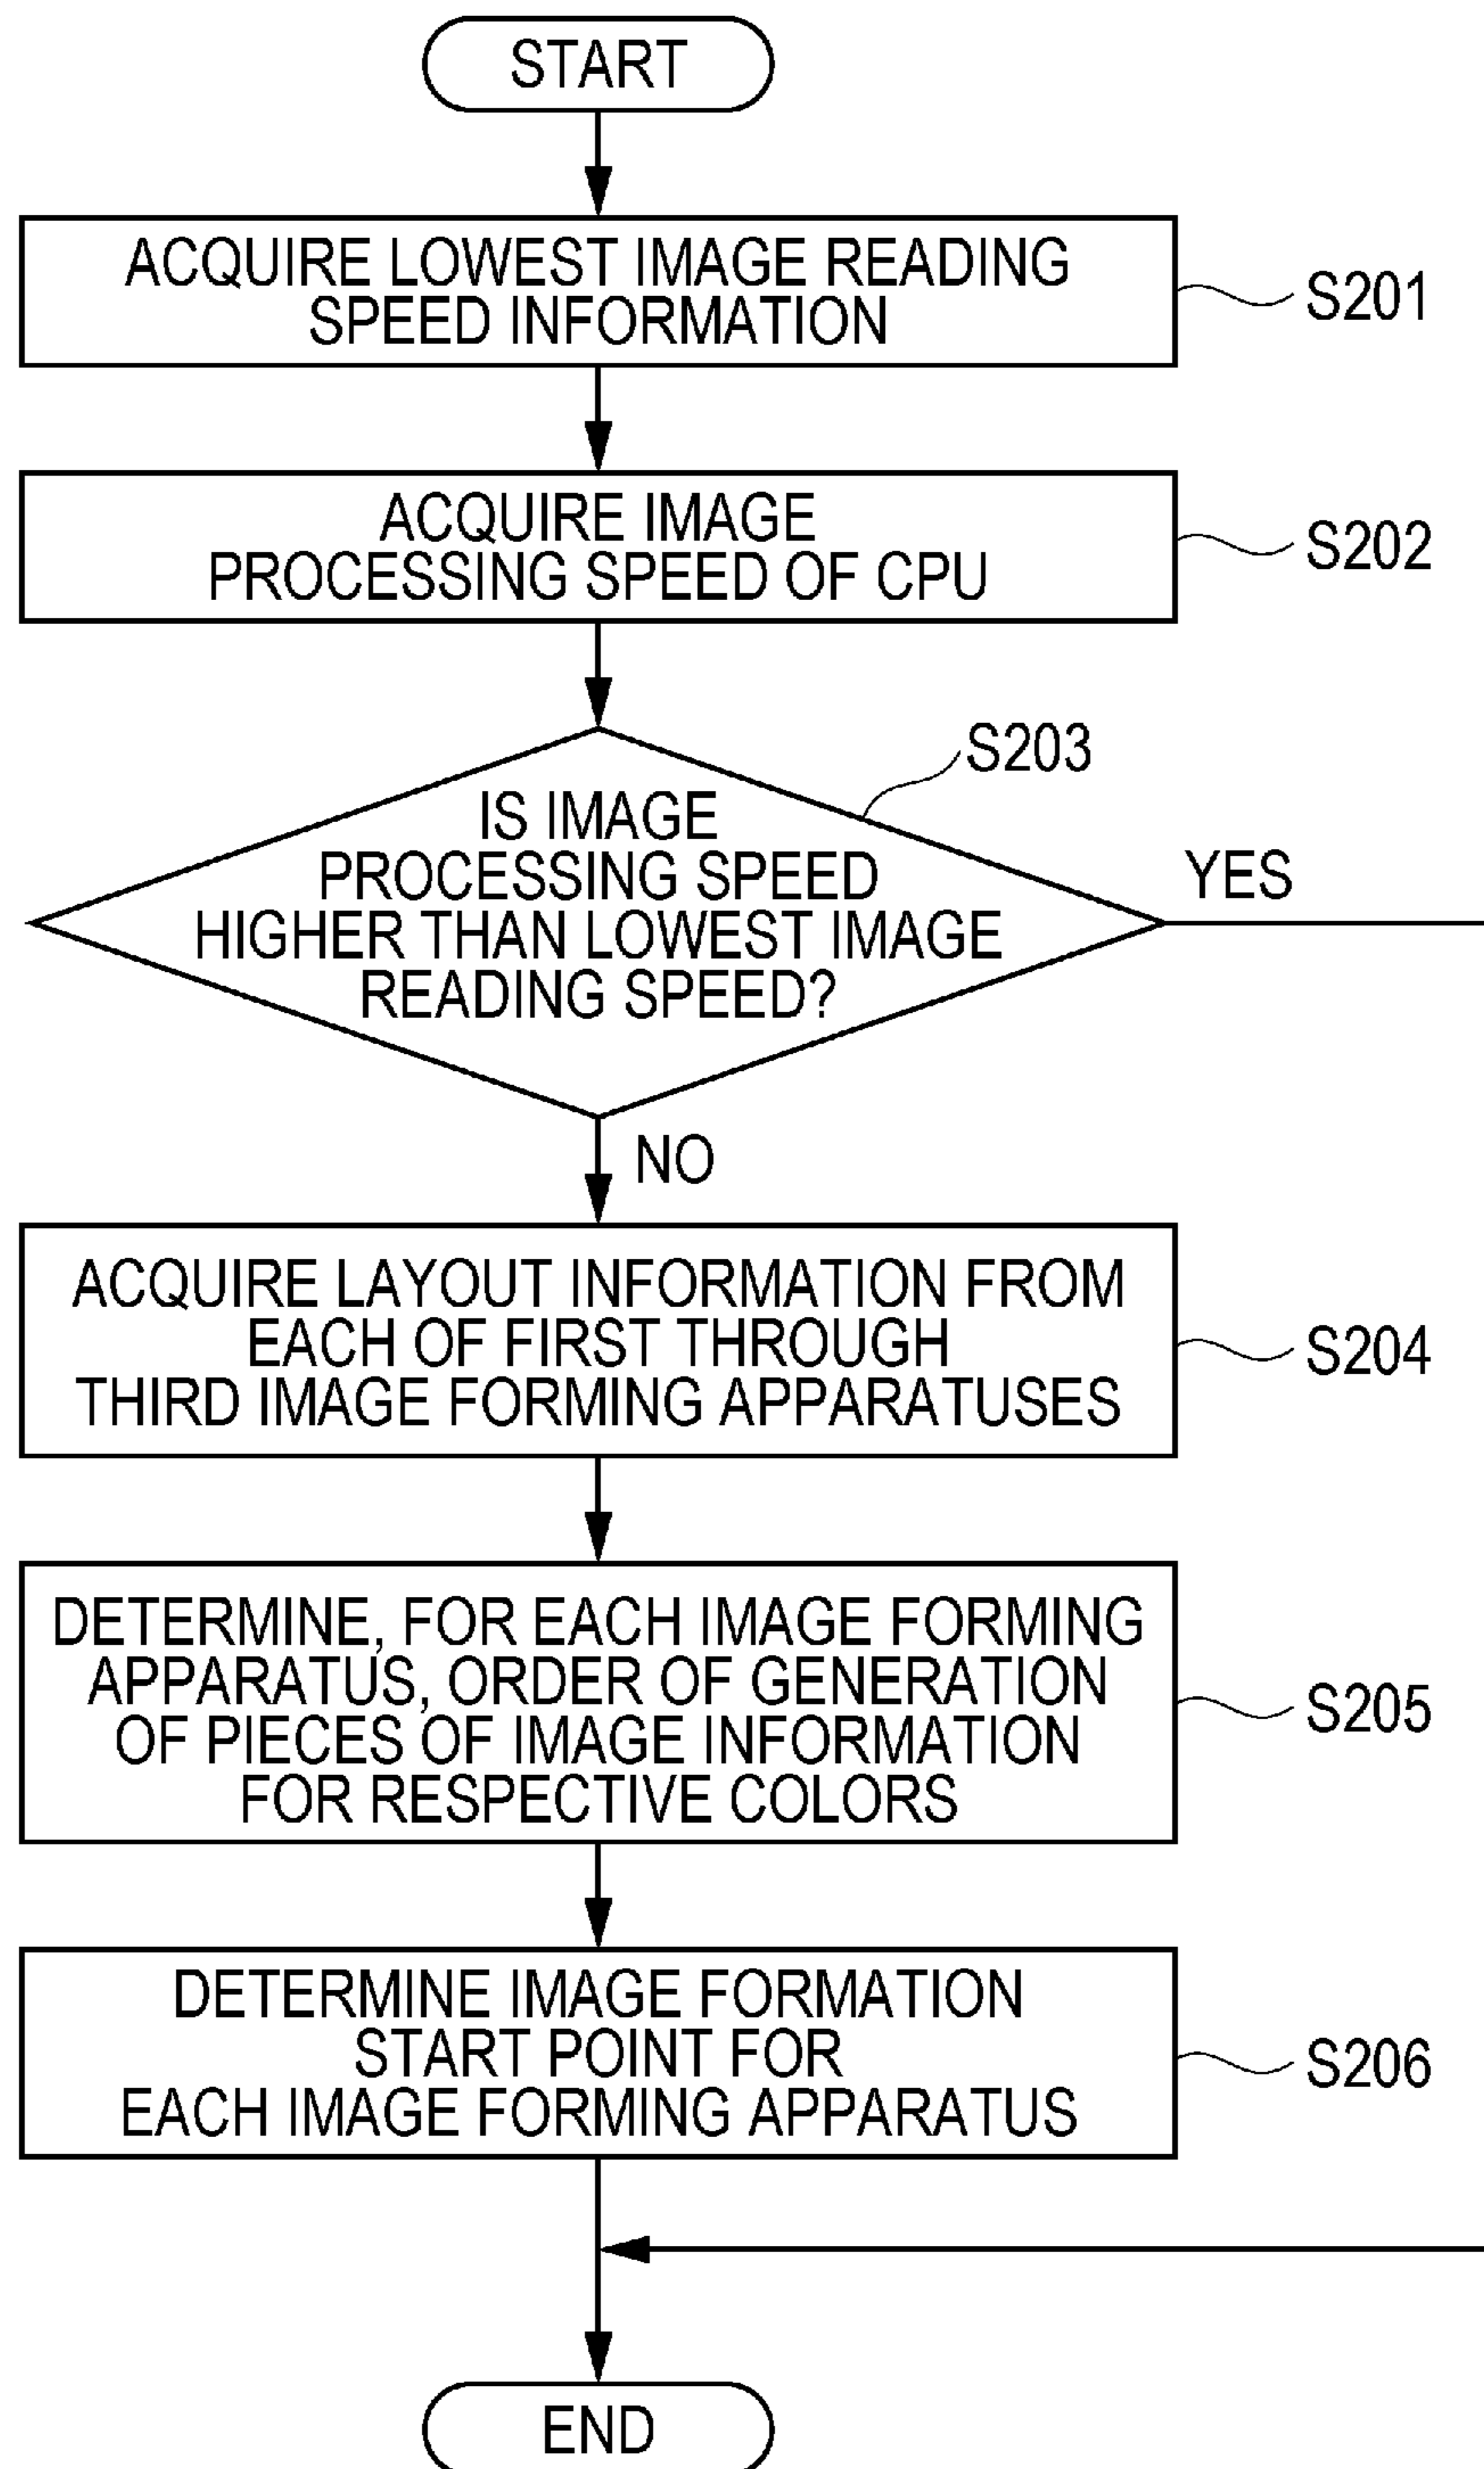 START
ACQUIRE LOWEST IMAGE READING
SPEED INFORMATION
S201
ACQUIRE IMAGE
PROCESSING SPEED OF CPU
S202
S203
IS IMAGE
PROCESSING SPEED
HIGHER THAN LOWEST IMAGE
READING SPEED?
YES
NO
ACQUIRE LAYOUT INFORMATION FROM
EACH OF FIRST THROUGH
THIRD IMAGE FORMING APPARATUSES
S204
DETERMINE, FOR EACH IMAGE FORMING
APPARATUS, ORDER OF GENERATION
OF PIECES OF IMAGE INFORMATION
FOR RESPECTIVE COLORS
S205
DETERMINE IMAGE FORMATION
START POINT FOR
EACH IMAGE FORMING APPARATUS
S206
END